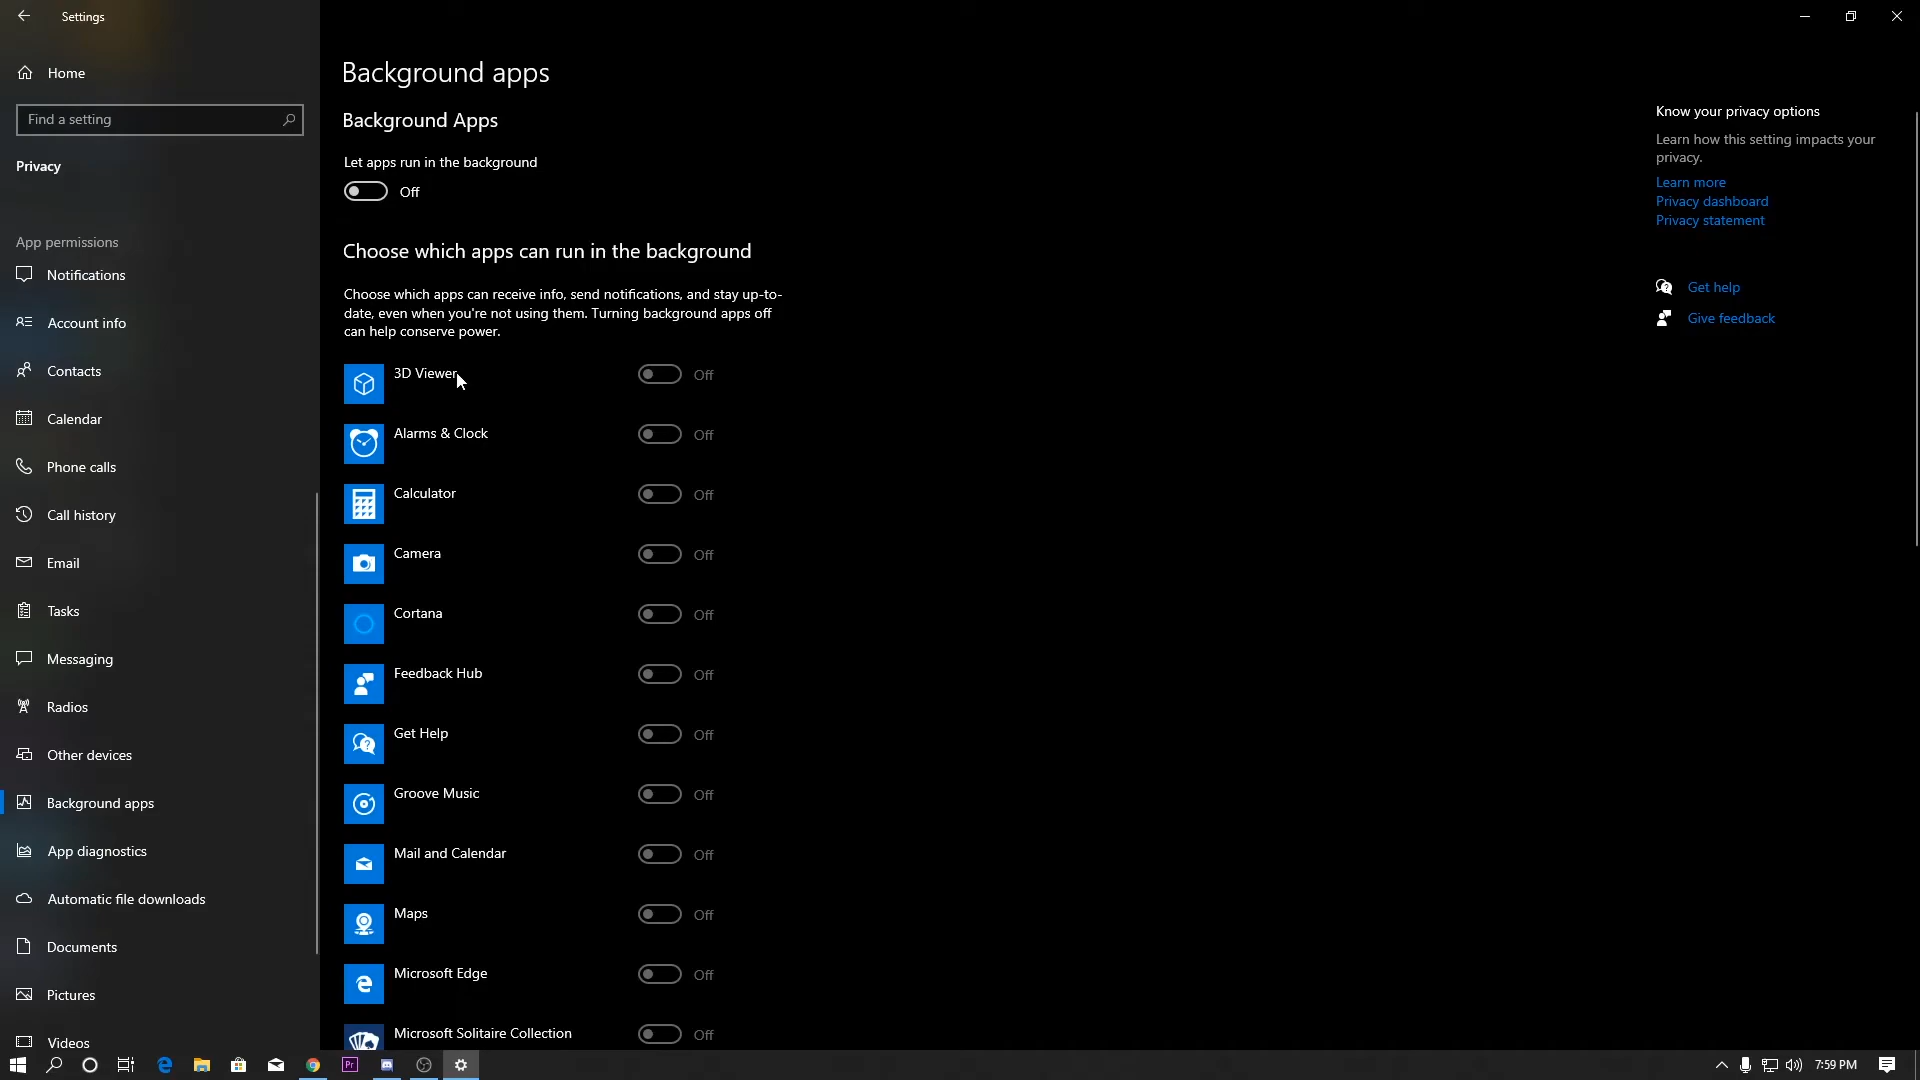 Settings
Home
Find a setting
Privacy
App permissions
Notifications
Account info
Contacts
Calendar
Phone calls
Call history
Email
Tasks
Messaging
Radios
Other devices
Background apps
App diagnostics
Automatic file downloads
Documents
Pictures
Videos
Background apps
Background Apps
Let apps run in the background
Off
Choose which apps can run in the background
Choose which apps can receive info, send notifications, and stay up-to-
date, even when you're not using them. Turning background apps off
can help conserve power.
3D Viewer Off
Alarms & Clock Off
Calculator Off
Camera Off
Cortana Off
Feedback Hub Off
Get Help Off
Groove Music Off
Mail and Calendar Off
Maps Off
Microsoft Edge Off
Microsoft Solitaire Collection Off
Know your privacy options
Learn how this setting impacts your
privacy.
Learn more
Privacy dashboard
Privacy statement
Get help
Give feedback
Pr
7:59 PM